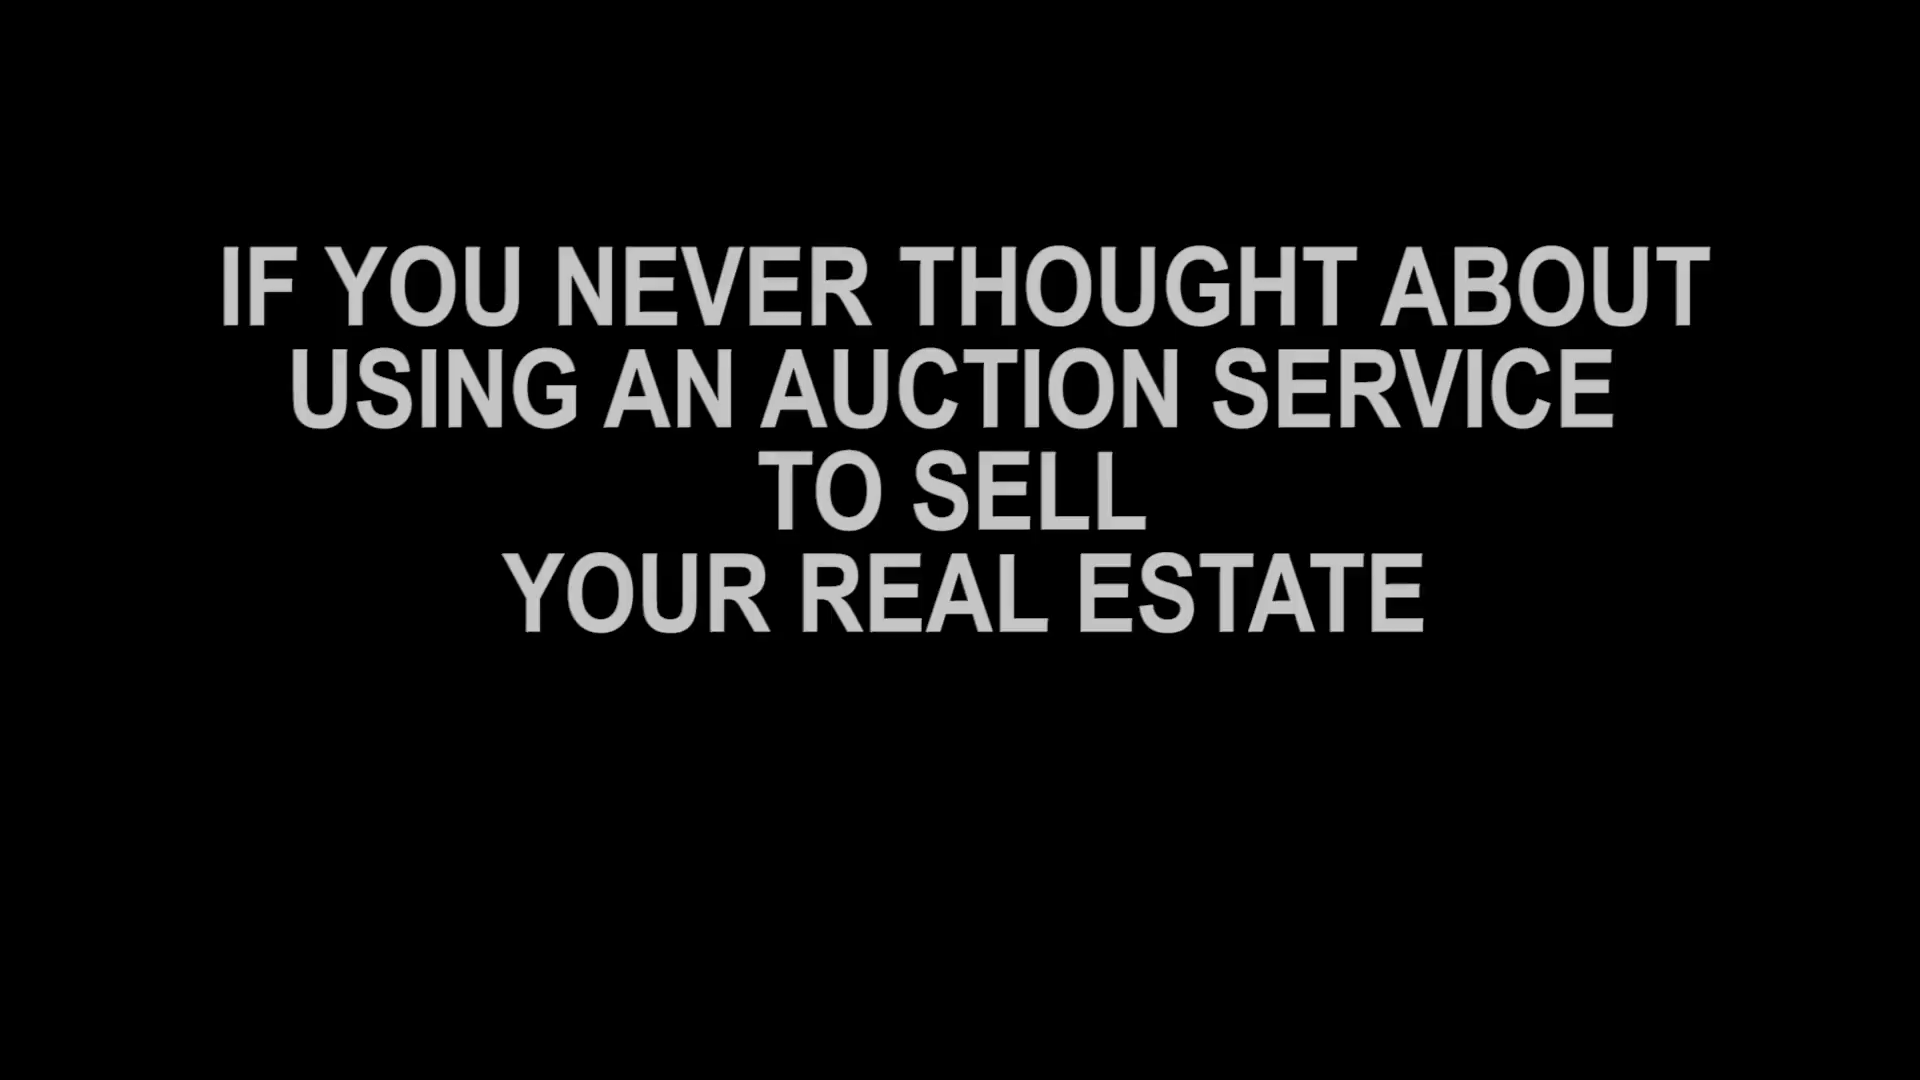 IF YOU NEVER THOUGHT ABOUT
USING AN AUCTION SERVICE
TO SELL
YOUR REAL ESTATE